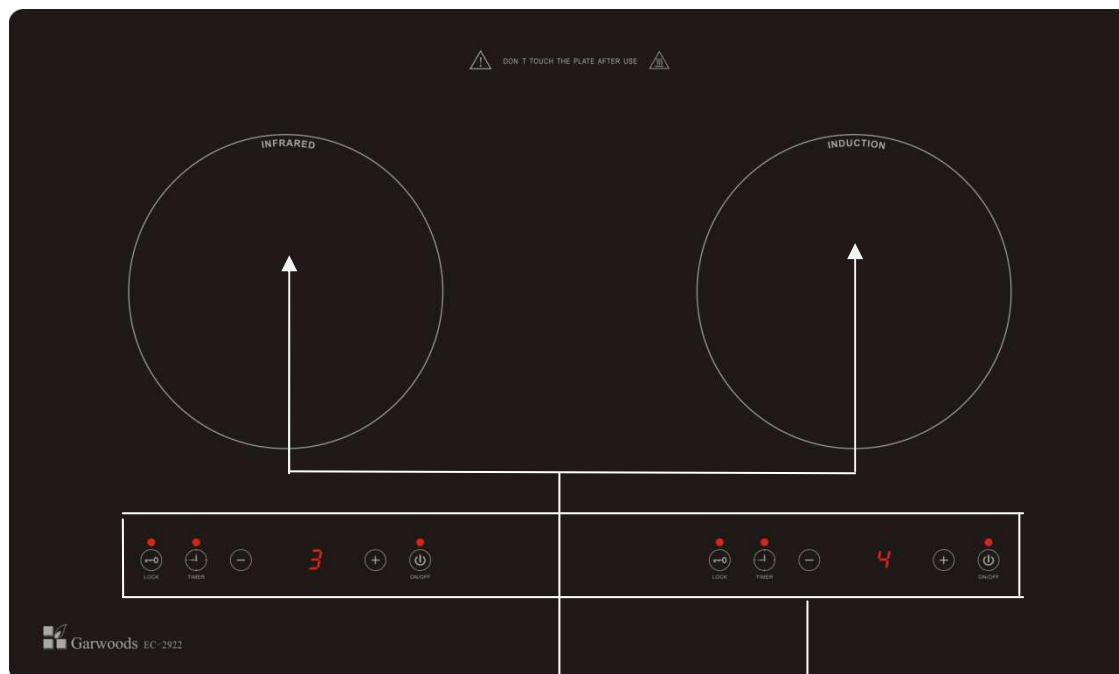 DON T TOUCH THE PLATE AFTER USE
INFRARED
INDUCTION
3
4
LOCK
TIMER
ON/OFF
LOCK
TIMER
ON/OFF
Garwoods EC-2922